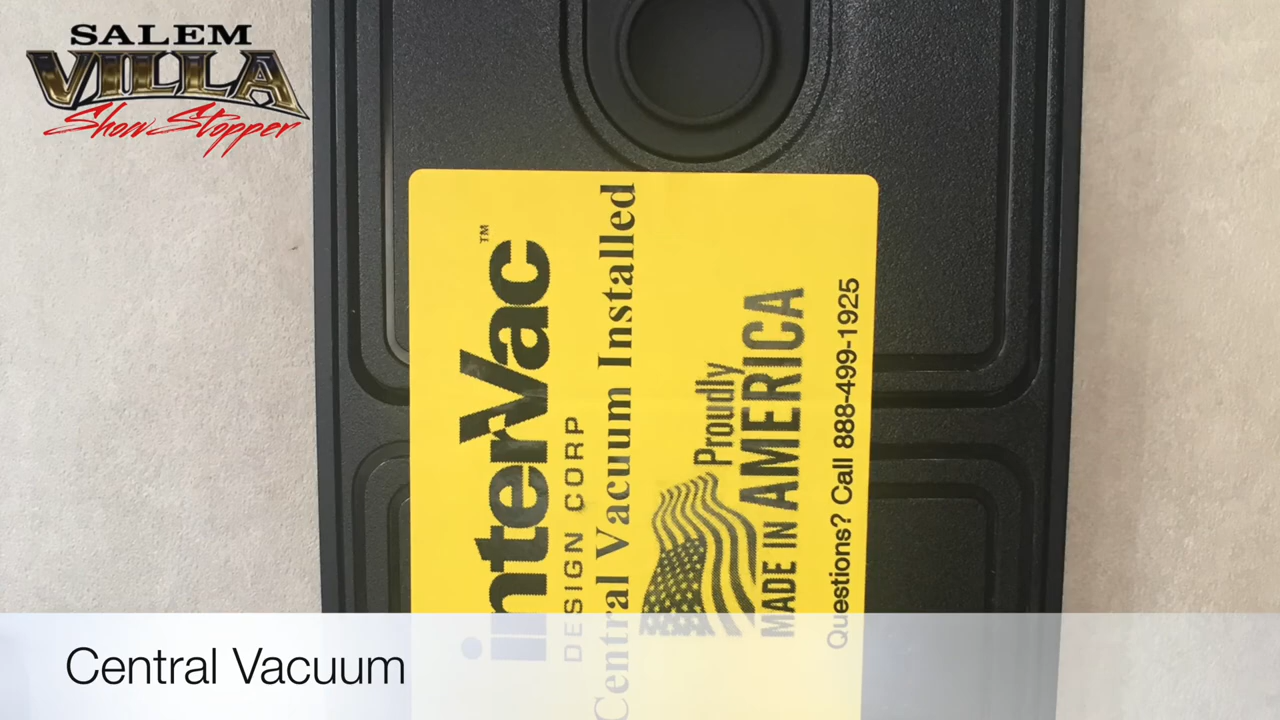 SALEM
VILLA
Show Stopper
interVac™
DESIGN CORP
Central Vacuum Installed
Proudly
MADE IN AMERICA
Questions? Call 888-499-1925
Central Vacuum